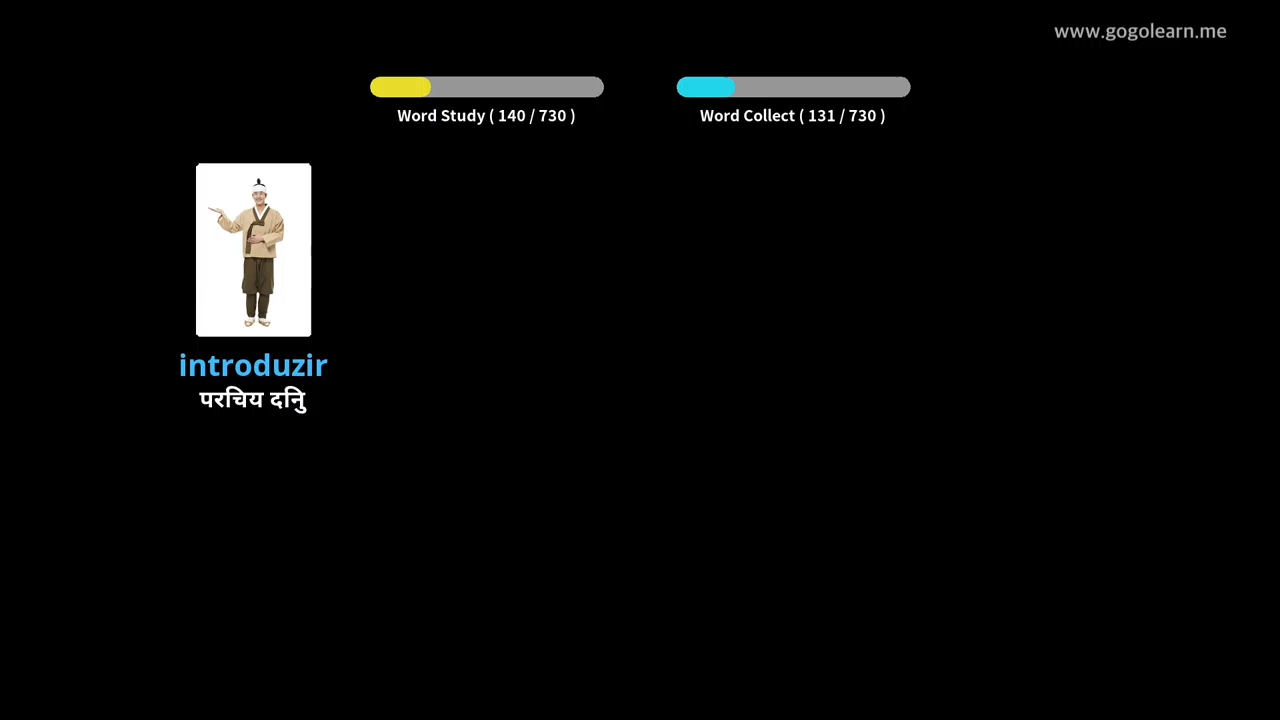 www.gogolearn.me
Word Study ( 140 / 730 )
Word Collect ( 131 / 730 )
introduzir
परचिय दनिु